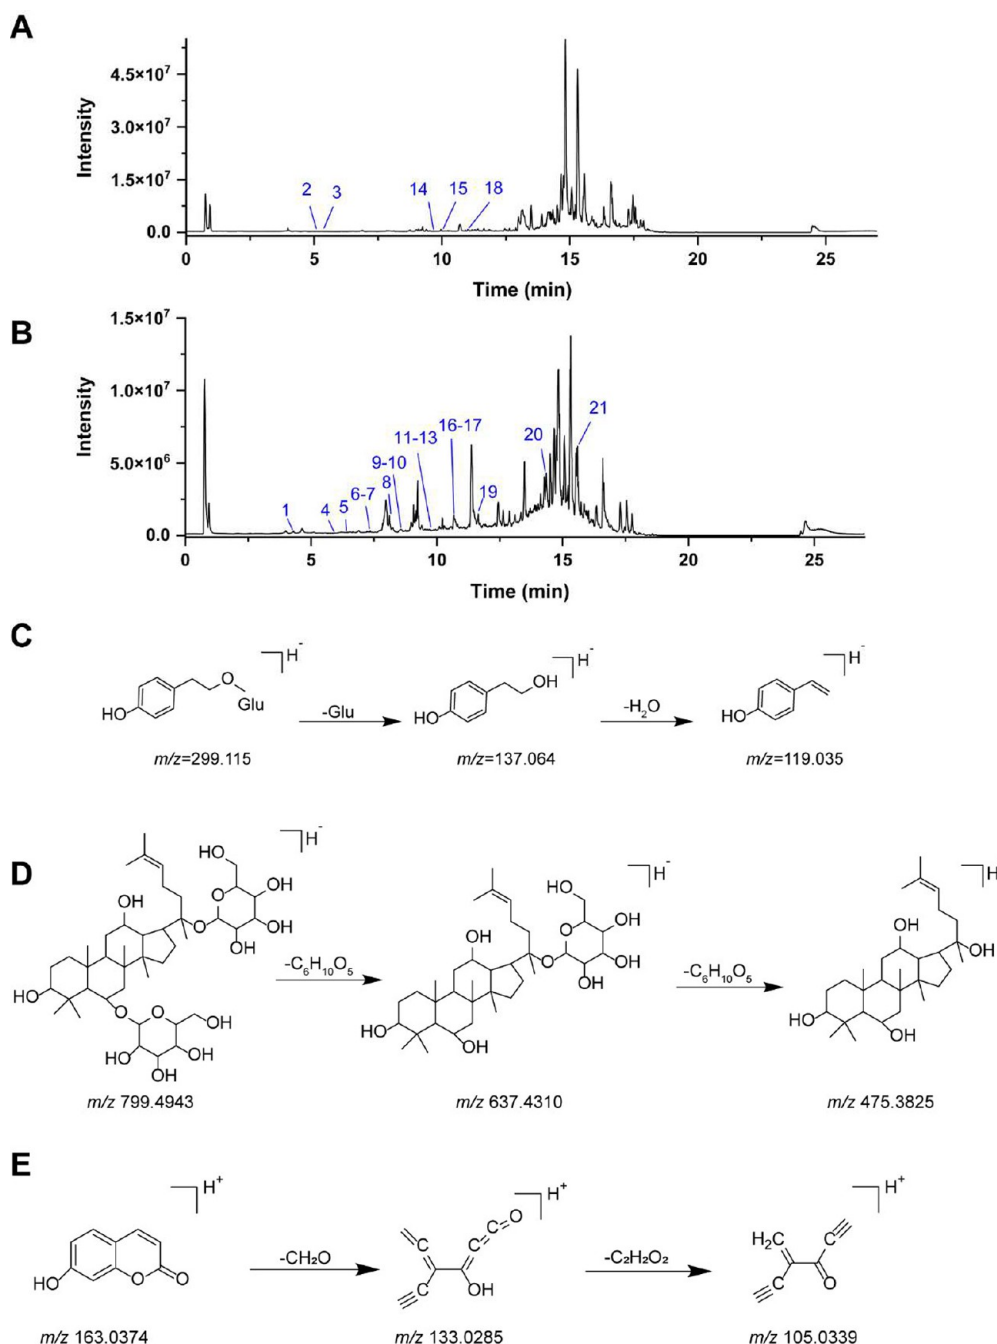 A
4.5×10⁷
3.0×10⁷
1.5×10⁷
0.0
Intensity
2 3 14 15 18
0 5 10 15 20 25
Time (min)
B
1.5×10⁷
1.0×10⁷
5.0×10⁶
0.0
Intensity
1 4 5 6-7 8 9-10 11-13 16-17 19 20 21
0 5 10 15 20 25
Time (min)
C
HO O Glu H⁻
-Glu
HO OH H⁻
-H₂O
HO H⁻
m/z=299.115 m/z=137.064 m/z=119.035
D
H⁻
HO O OH OH OH
OH O
HO O O OH
HO HO OH OH
-C₆H₁₀O₅
H⁻
HO O OH OH OH
OH O
HO OH
-C₆H₁₀O₅
H
OH OH
HO OH
m/z 799.4943 m/z 637.4310 m/z 475.3825
E
H⁺
HO O O
-CH₂O
H⁺
C C C C O
C OH
-C₂H₂O₂
H⁺
H₂C C
C O
m/z 163.0374 m/z 133.0285 m/z 105.0339